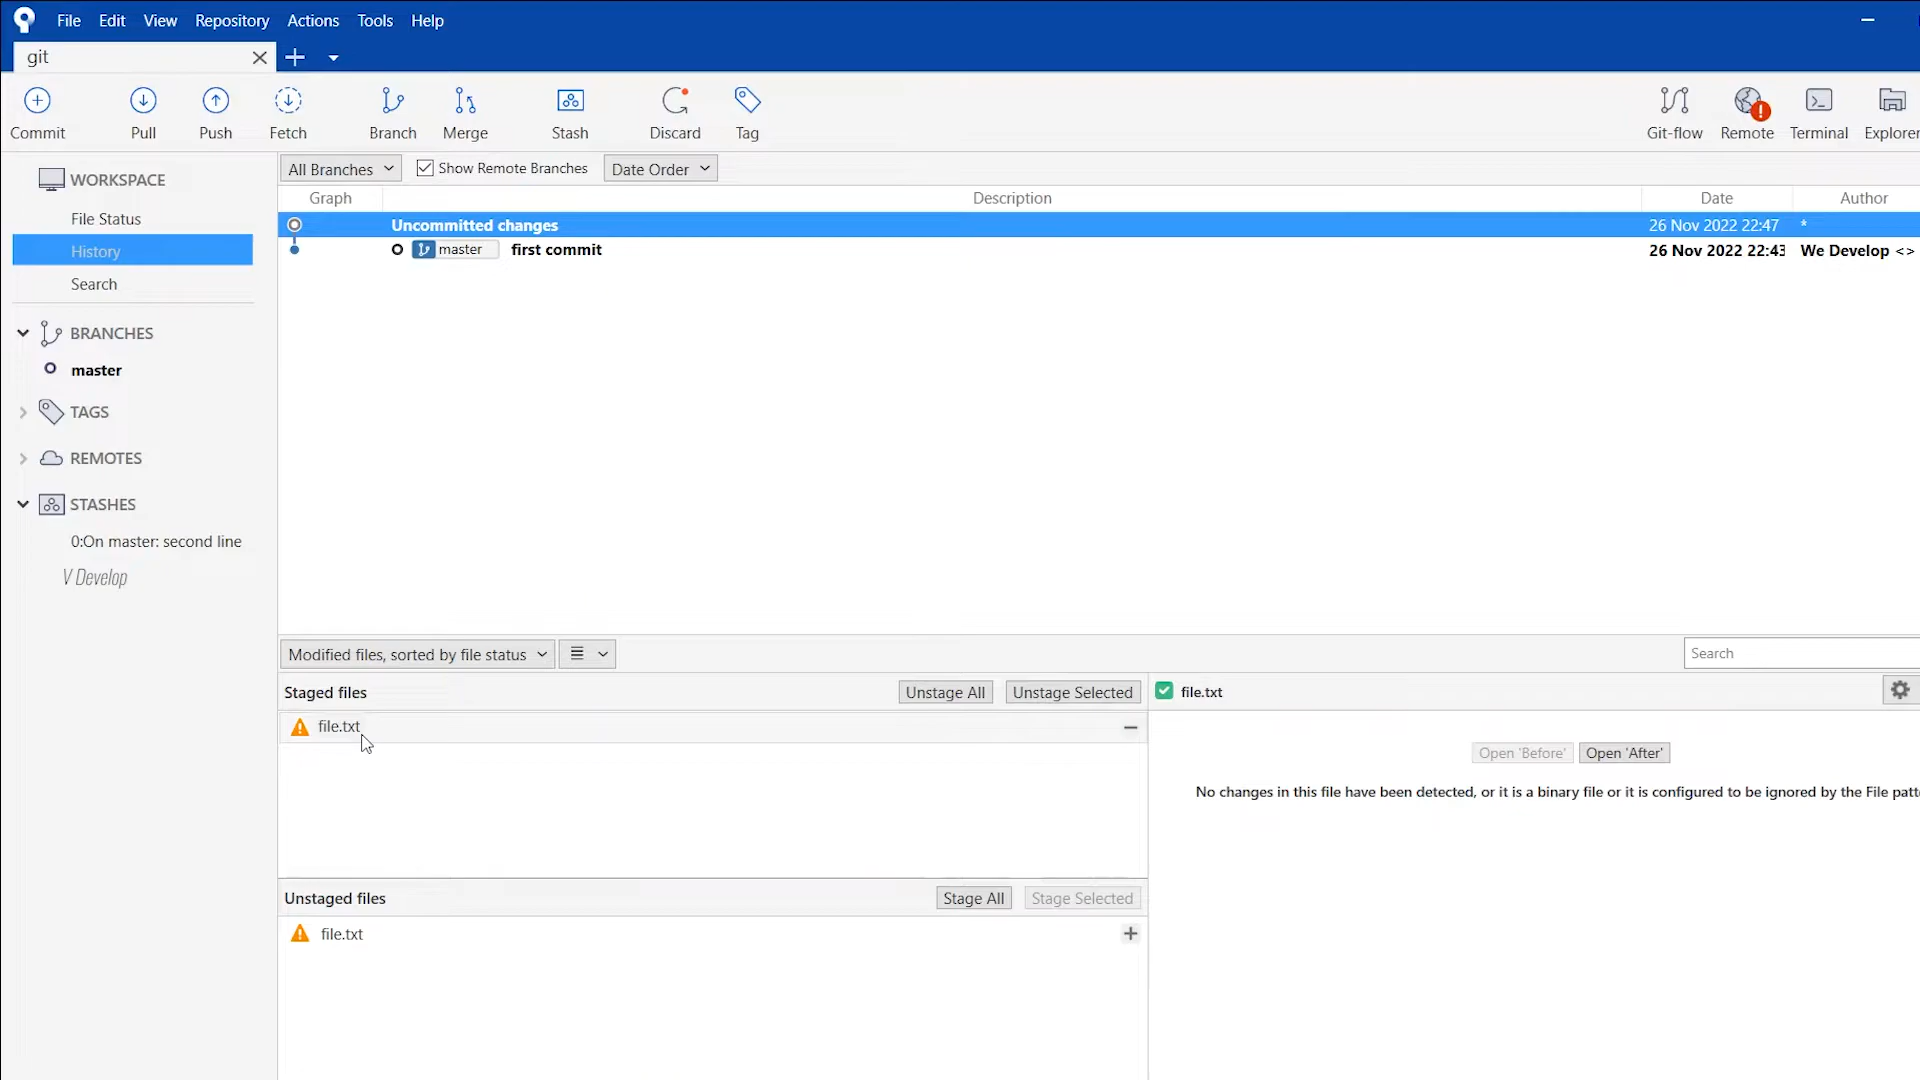 File Edit View Repository Actions Tools Help
git
Commit Pull Push Fetch Branch Merge Stash Discard Tag Git-flow Remote Terminal Explorer
WORKSPACE
File Status
History
Search
BRANCHES
master
TAGS
REMOTES
STASHES
0:On master: second line
V Develop
All Branches Show Remote Branches Date Order
Graph Description Date Author
Uncommitted changes 26 Nov 2022 22:47 *
master first commit 26 Nov 2022 22:43 We Develop <>
Modified files, sorted by file status Search
Staged files Unstage All Unstage Selected
file.txt
Unstaged files Stage All Stage Selected
file.txt
file.txt
Open 'Before' Open 'After'
No changes in this file have been detected, or it is a binary file or it is configured to be ignored by the File patt